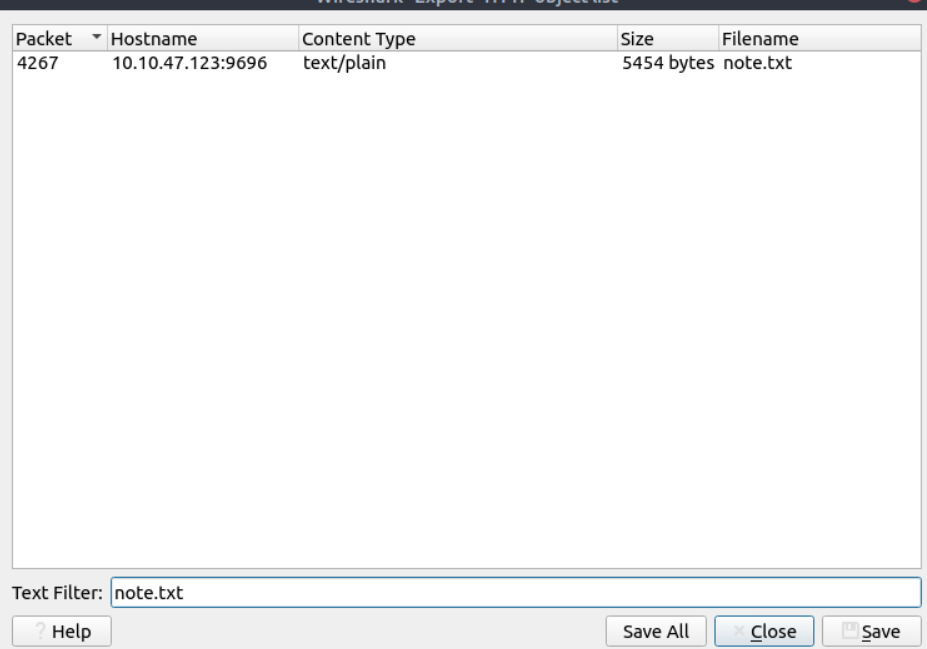 Wireshark · Export · HTTP object list
Packet Hostname Content Type Size Filename
4267 10.10.47.123:9696 text/plain 5454 bytes note.txt
Text Filter: note.txt
Help Save All Close Save